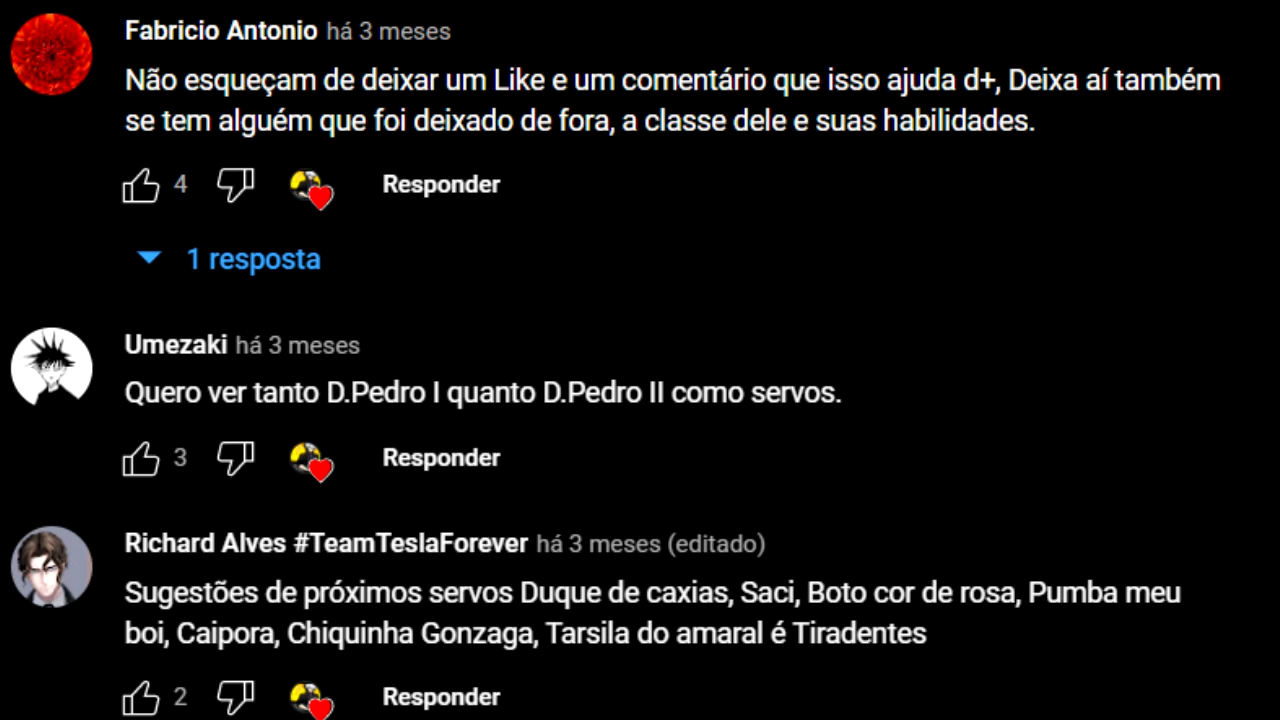 Fabricio Antonio há 3 meses
Não esqueçam de deixar um Like e um comentário que isso ajuda d+, Deixa aí também
se tem alguém que foi deixado de fora, a classe dele e suas habilidades.
4 Responder
1 resposta
Umezaki há 3 meses
Quero ver tanto D.Pedro I quanto D.Pedro II como servos.
3 Responder
Richard Alves #TeamTeslaForever há 3 meses (editado)
Sugestões de próximos servos Duque de caxias, Saci, Boto cor de rosa, Pumba meu
boi, Caipora, Chiquinha Gonzaga, Tarsila do amaral é Tiradentes
2 Responder